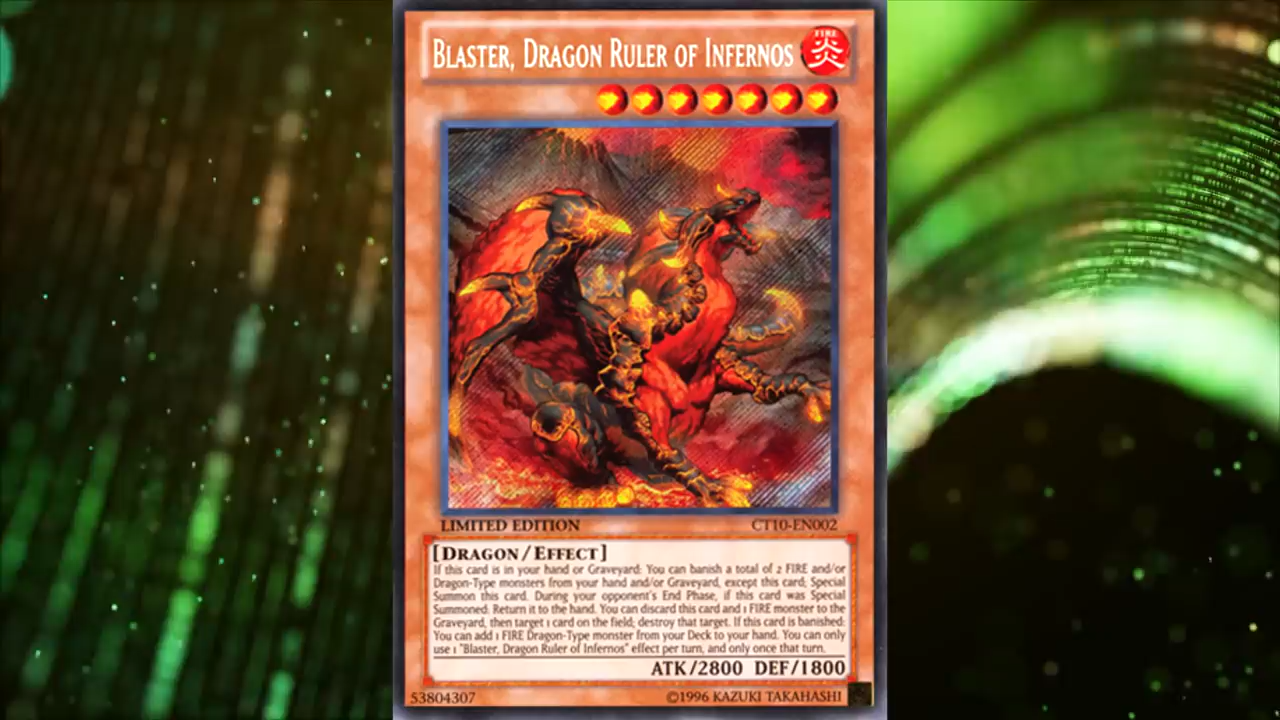 BLASTER, DRAGON RULER OF INFERNOS
FIRE
炎
LIMITED EDITION
CT10-EN002
[DRAGON/EFFECT]
If this card is in your hand or Graveyard: You can banish a total of 2 FIRE and/or
Dragon-Type monsters from your hand and/or Graveyard, except this card; Special
Summon this card. During your opponent's End Phase, if this card was Special
Summoned: Return it to the hand. You can discard this card and 1 FIRE monster to the
Graveyard, then target 1 card on the field; destroy that target. If this card is banished:
You can add 1 FIRE Dragon-Type monster from your Deck to your hand. You can only
use 1 "Blaster, Dragon Ruler of Infernos" effect per turn, and only once that turn.
ATK/2800 DEF/1800
53804307
©1996 KAZUKI TAKAHASHI